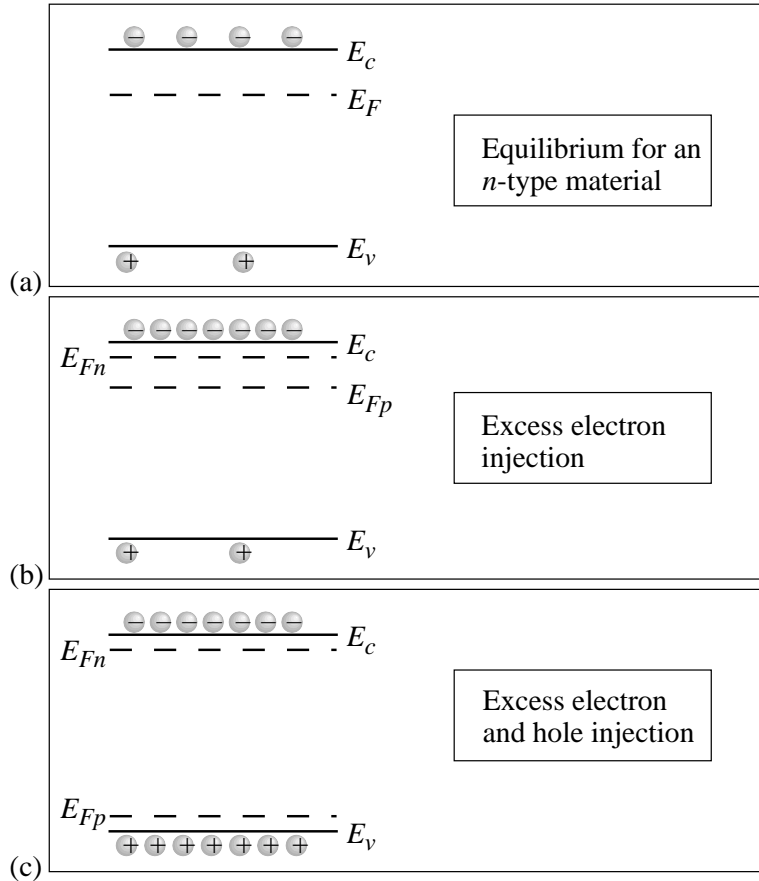 E_c
E_F
Equilibrium for an
n-type material
E_v
(a)
E_c
E_Fn
E_Fp
Excess electron
injection
E_v
(b)
E_c
E_Fn
Excess electron
and hole injection
E_Fp
E_v
(c)